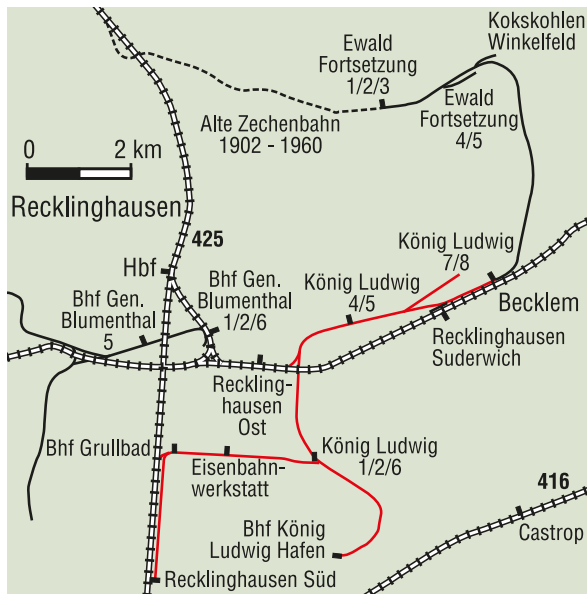 Kokskohlen
Winkelfeld
Ewald
Fortsetzung
1/2/3
Ewald
Fortsetzung
4/5
Alte Zechenbahn
1902 - 1960
0 2 km
Recklinghausen
425
Hbf
König Ludwig
7/8
König Ludwig
4/5
Becklem
Bhf Gen.
Blumenthal
1/2/6
Bhf Gen.
Blumenthal
5
Recklinghausen
Suderwich
Reckling-
hausen
Ost
Bhf Grullbad
Eisenbahn-
werkstatt
König Ludwig
1/2/6
416
Castrop
Bhf König
Ludwig Hafen
Recklinghausen Süd